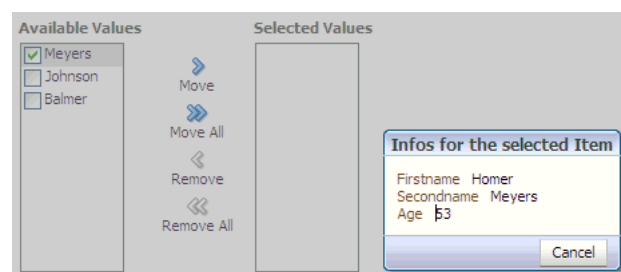 Available Values
Selected Values
Meyers
Johnson
Balmer
Move
Move All
Remove
Remove All
Infos for the selected Item
Firstname Homer
Secondname Meyers
Age 53
Cancel